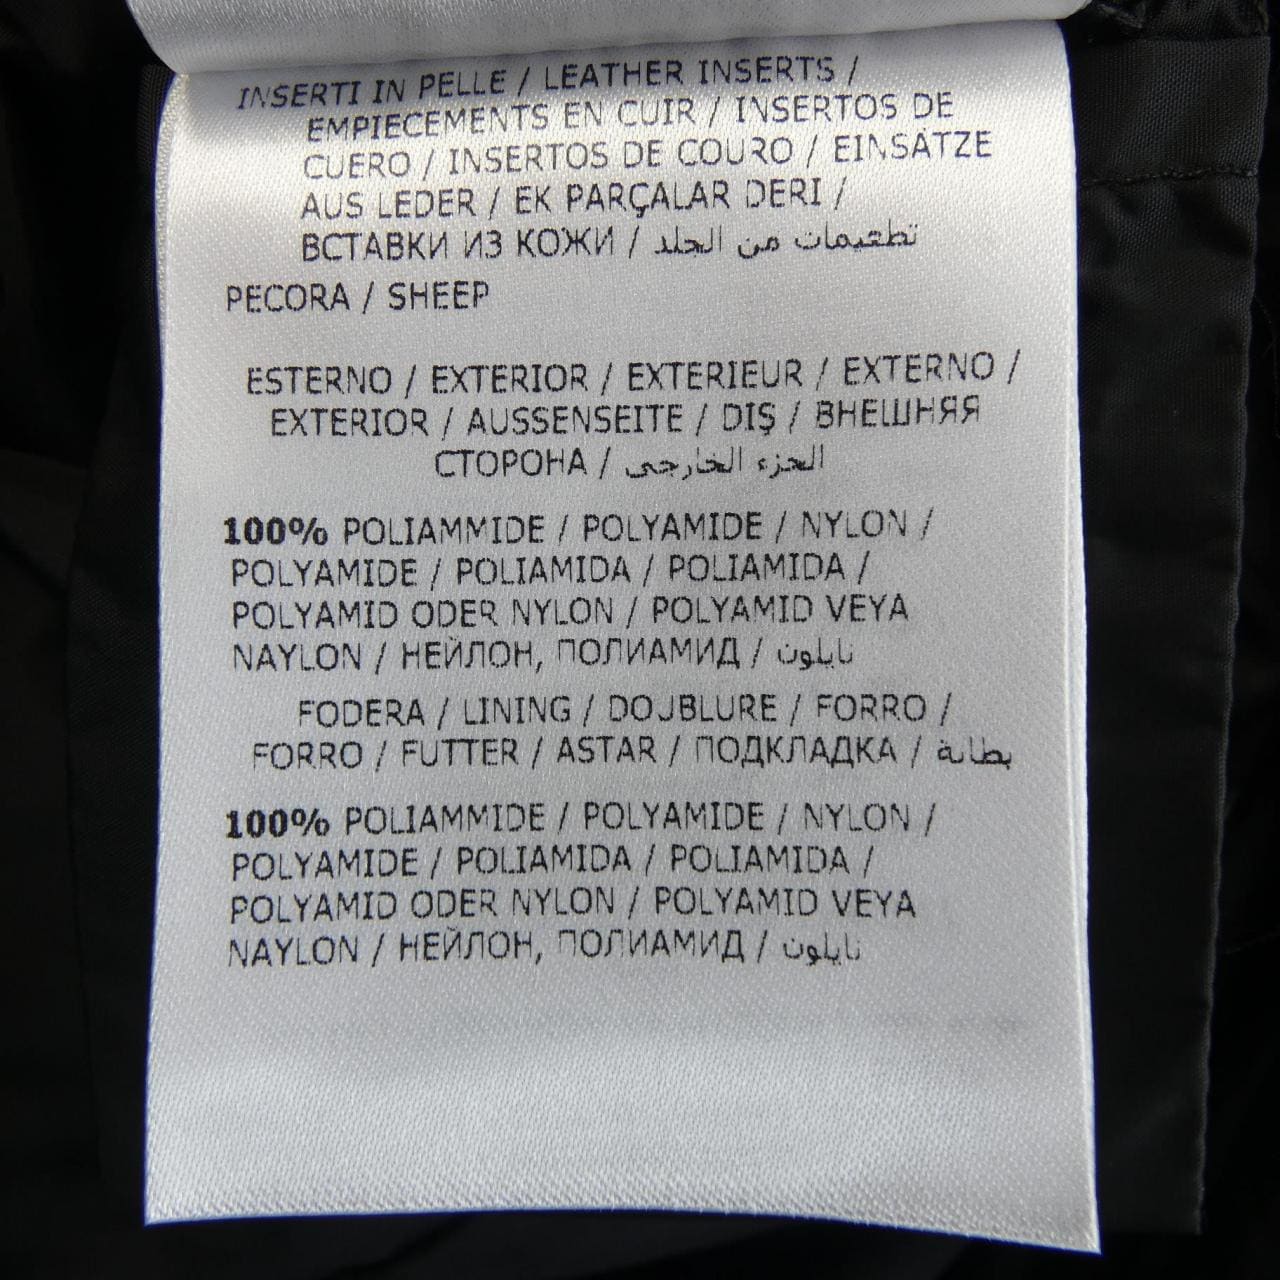 INSERTI IN PELLE / LEATHER INSERTS /
EMPIECEMENTS EN CUIR / INSERTOS DE
CUERO / INSERTOS DE COURO / EINSÄTZE
AUS LEDER / EK PARÇALAR DERI /
ВСТАВКИ ИЗ КОЖИ / تطعيمات من الجلد
PECORA / SHEEP
ESTERNO / EXTERIOR / EXTERIEUR / EXTERNO /
EXTERIOR / AUSSENSEITE / DIŞ / ВНЕШНЯЯ
СТОРОНА / الجزء الخارجي
100% POLIAMMIDE / POLYAMIDE / NYLON /
POLYAMIDE / POLIAMIDA / POLIAMIDA /
POLYAMID ODER NYLON / POLYAMID VEYA
NAYLON / НЕЙЛОН, ПОЛИАМИД / نايلون
FODERA / LINING / DOUBLURE / FORRO /
FORRO / FUTTER / ASTAR / ПОДКЛАДКА / بطانة
100% POLIAMMIDE / POLYAMIDE / NYLON /
POLYAMIDE / POLIAMIDA / POLIAMIDA /
POLYAMID ODER NYLON / POLYAMID VEYA
NAYLON / НЕЙЛОН, ПОЛИАМИД / نايلون